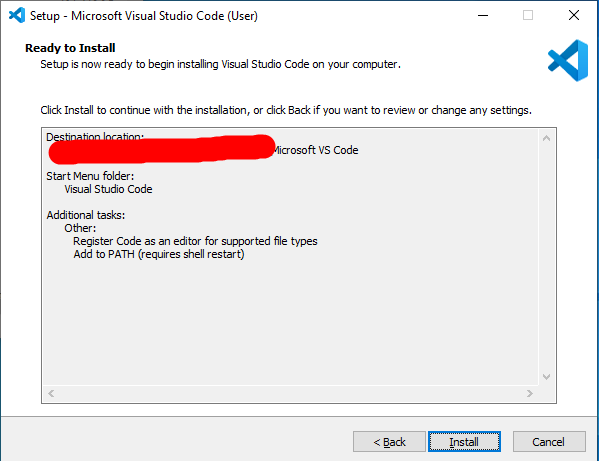 Setup - Microsoft Visual Studio Code (User)
Ready to Install
Setup is now ready to begin installing Visual Studio Code on your computer.
Click Install to continue with the installation, or click Back if you want to review or change any settings.
Destination location:
Microsoft VS Code
Start Menu folder:
Visual Studio Code
Additional tasks:
Other:
Register Code as an editor for supported file types
Add to PATH (requires shell restart)
< Back
Install
Cancel